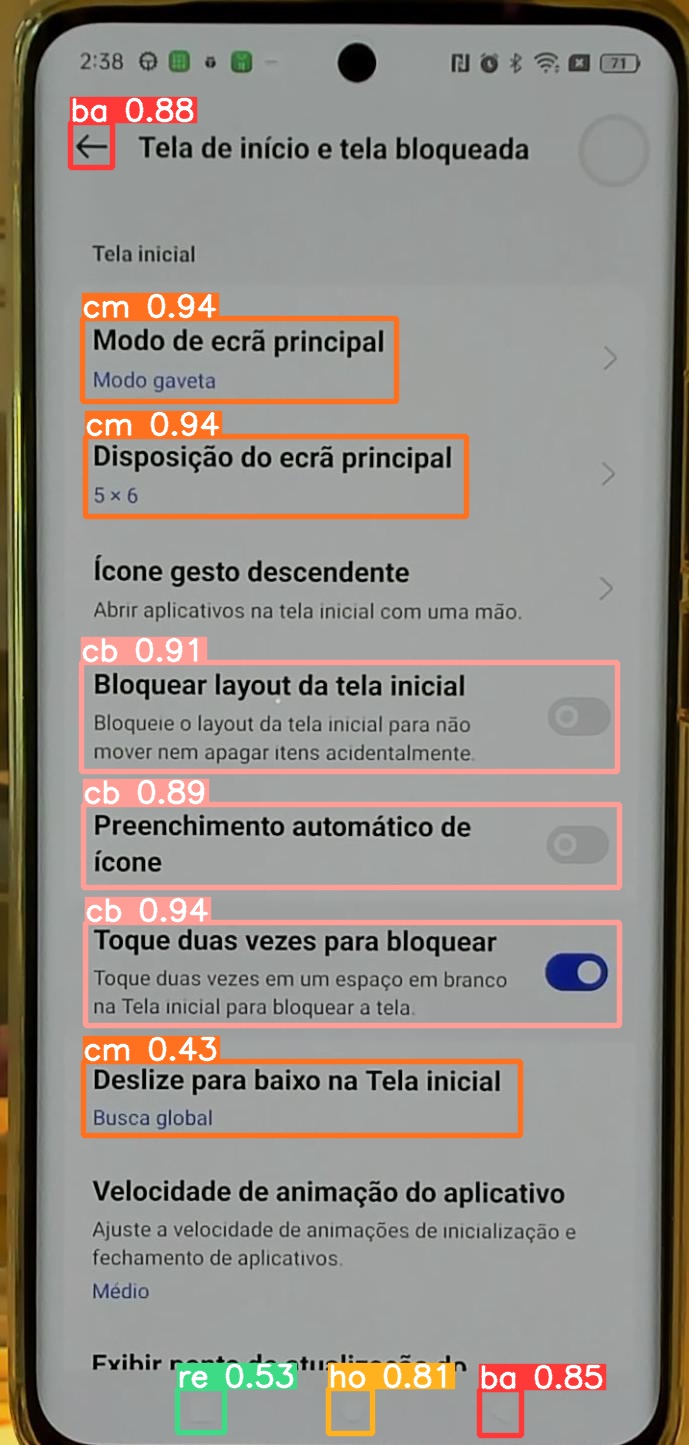 2:38 71
ba 0.88
Tela de início e tela bloqueada
Tela inicial
cm 0.94
Modo de ecrã principal
Modo gaveta
cm 0.94
Disposição do ecrã principal
5 × 6
Ícone gesto descendente
Abrir aplicativos na tela inicial com uma mão.
cb 0.91
Bloquear layout da tela inicial
Bloqueie o layout da tela inicial para não
mover nem apagar itens acidentalmente.
cb 0.89
Preenchimento automático de
ícone
cb 0.94
Toque duas vezes para bloquear
Toque duas vezes em um espaço em branco
na Tela inicial para bloquear a tela.
cm 0.43
Deslize para baixo na Tela inicial
Busca global
Velocidade de animação do aplicativo
Ajuste a velocidade de animações de inicialização e
fechamento de aplicativos.
Médio
Exibir ponto de atualização do
re 0.53 ho 0.81 ba 0.85